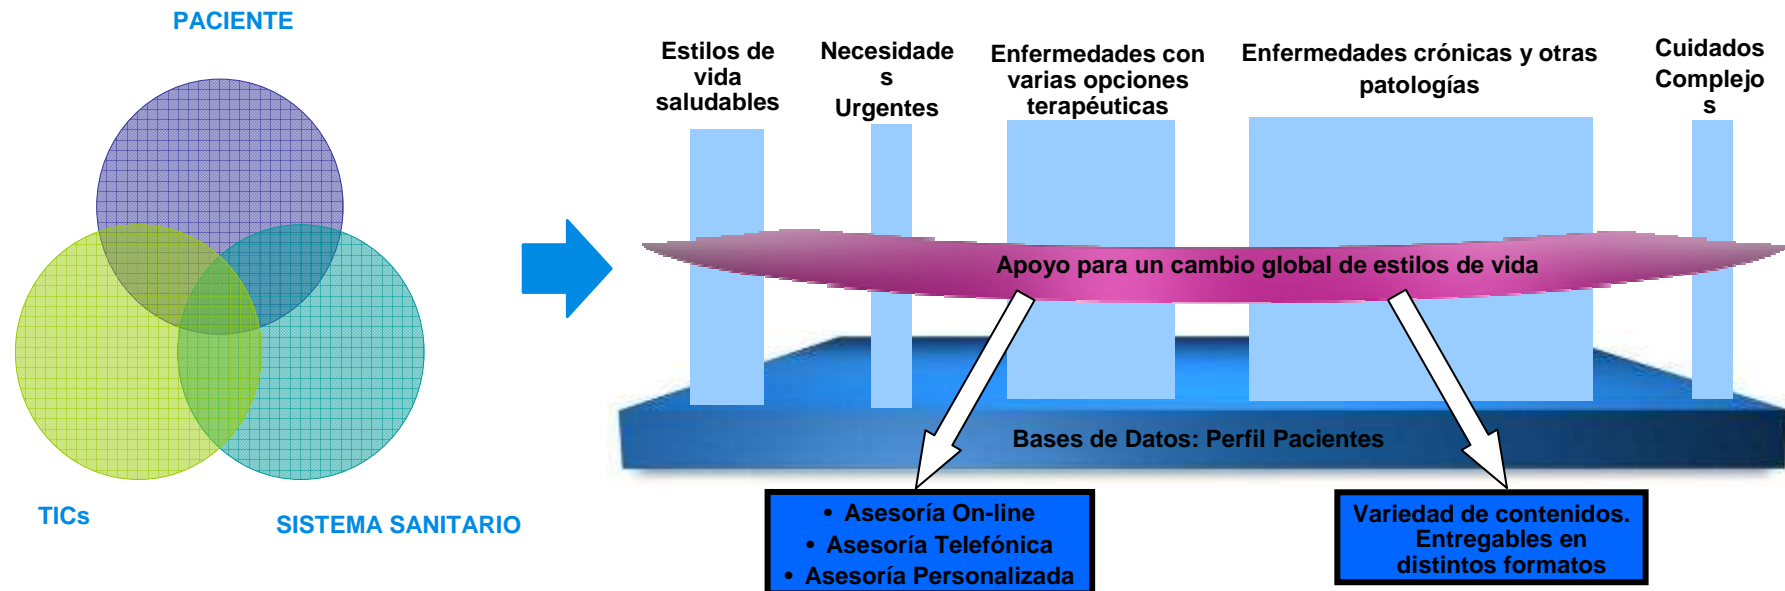 PACIENTE
TICs
SISTEMA SANITARIO
Estilos de
vida
saludables
Necesidade
s
Urgentes
Enfermedades con
varias opciones
terapéuticas
Enfermedades crónicas y otras
patologías
Cuidados
Complejo
s
Apoyo para un cambio global de estilos de vida
Bases de Datos: Perfil Pacientes
• Asesoría On-line
• Asesoría Telefónica
• Asesoría Personalizada
Variedad de contenidos.
Entregables en
distintos formatos